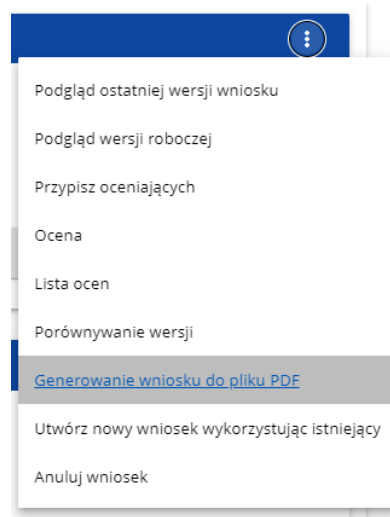 Podgląd ostatniej wersji wniosku
Podgląd wersji roboczej
Przypisz oceniających
Ocena
Lista ocen
Porównywanie wersji
Generowanie wniosku do pliku PDF
Utwórz nowy wniosek wykorzystując istniejący
Anuluj wniosek